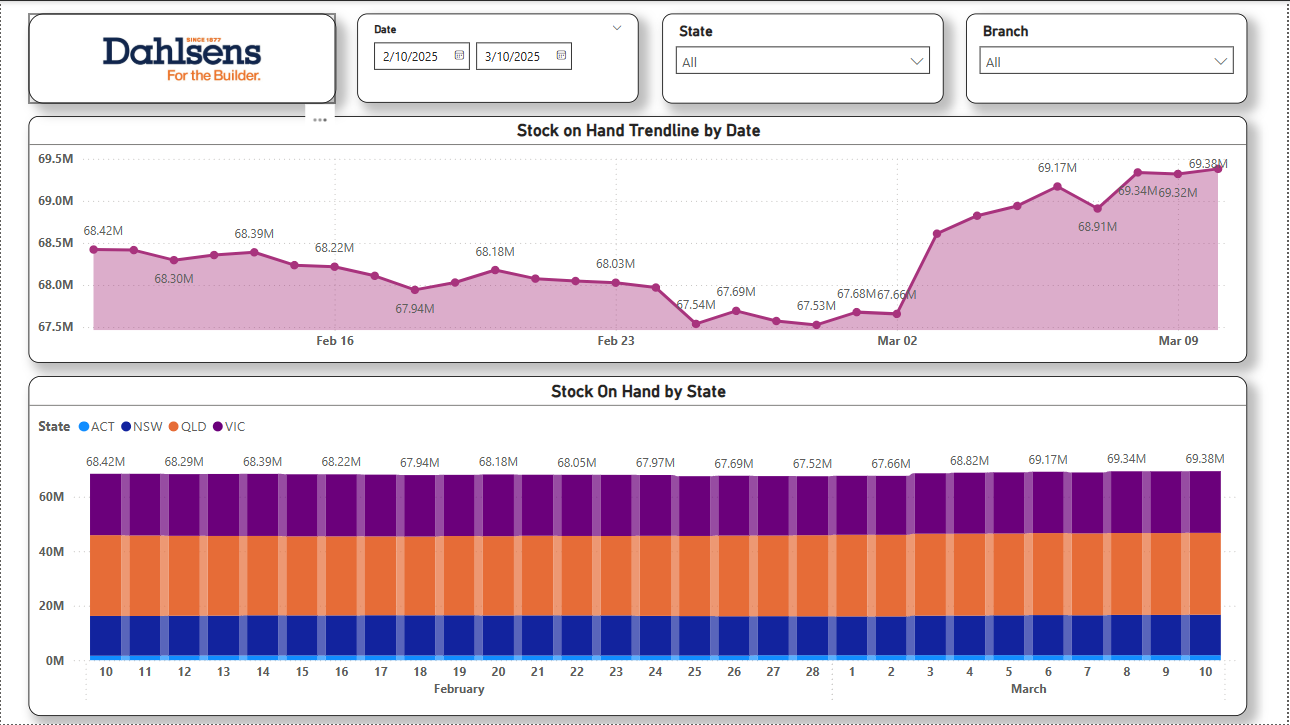 SINCE 1877
Dahlsens
For the Builder.
Date
2/10/2025 3/10/2025
State
All
Branch
All
Stock on Hand Trendline by Date
69.5M
69.0M
68.5M
68.0M
67.5M
68.42M
68.30M
68.39M
68.22M
67.94M
68.18M
68.03M
67.54M
67.69M
67.53M
67.68M
67.66M
69.17M
68.91M
69.34M
69.32M
69.38M
Feb 16 Feb 23 Mar 02 Mar 09
Stock On Hand by State
State ACT NSW QLD VIC
68.42M 68.29M 68.39M 68.22M 67.94M 68.18M 68.05M 67.97M 67.69M 67.52M 67.66M 68.82M 69.17M 69.34M 69.38M
60M
40M
20M
0M
10 11 12 13 14 15 16 17 18 19 20 21 22 23 24 25 26 27 28 1 2 3 4 5 6 7 8 9 10
February March